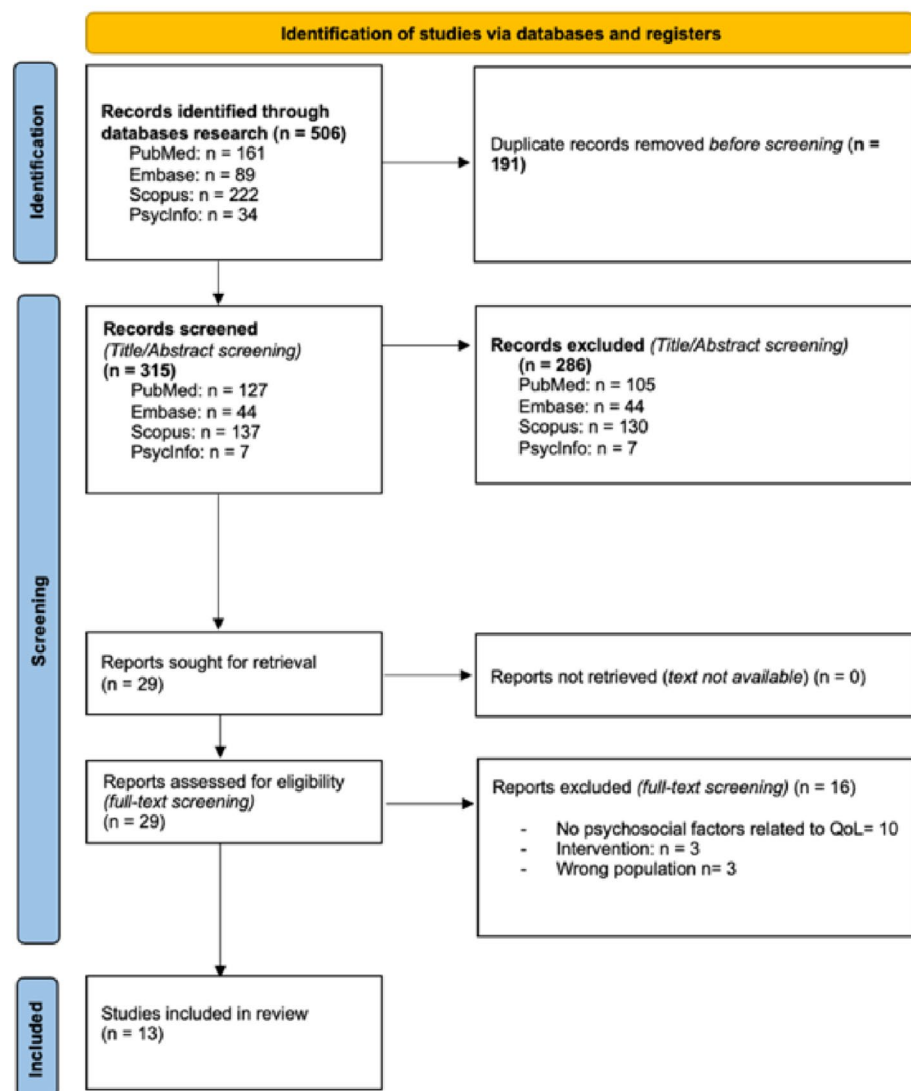 Identification of studies via databases and registers
Identification
Records identified through
databases research (n = 506)
PubMed: n = 161
Embase: n = 89
Scopus: n = 222
PsycInfo: n = 34
Duplicate records removed before screening (n =
191)
Screening
Records screened
(Title/Abstract screening)
(n = 315)
PubMed: n = 127
Embase: n = 44
Scopus: n = 137
PsycInfo: n = 7
Records excluded (Title/Abstract screening)
(n = 286)
PubMed: n = 105
Embase: n = 44
Scopus: n = 130
PsycInfo: n = 7
Reports sought for retrieval
(n = 29)
Reports not retrieved (text not available) (n = 0)
Reports assessed for eligibility
(full-text screening)
(n = 29)
Reports excluded (full-text screening) (n = 16)
- No psychosocial factors related to QoL= 10
- Intervention: n = 3
- Wrong population n= 3
Included
Studies included in review
(n = 13)